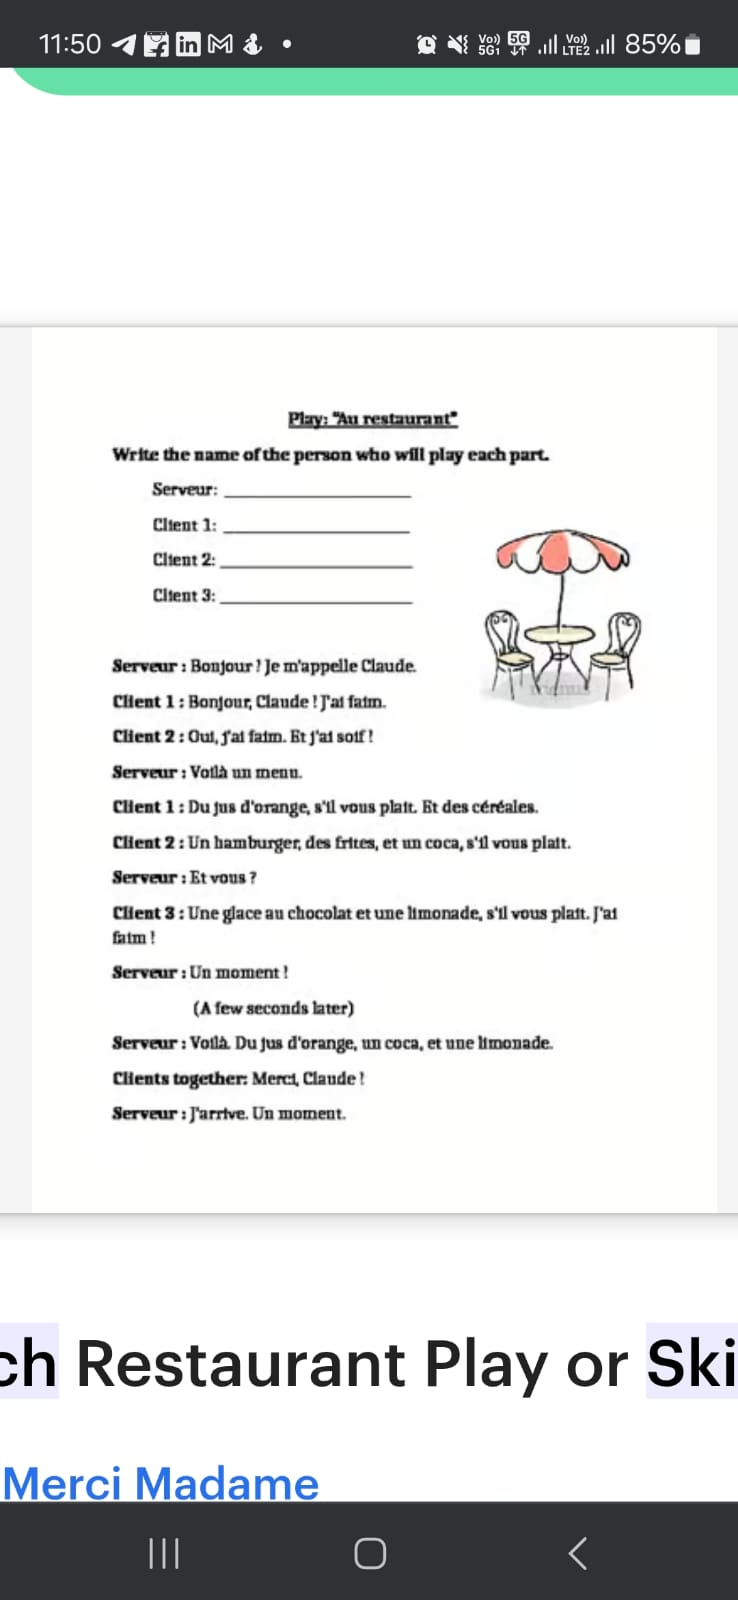 11:50
Vo)) 5G1 5G Vo)) LTE2 85%
Play: "Au restaurant"
Write the name of the person who will play each part.
Serveur:
Client 1:
Client 2:
Client 3:
Serveur : Bonjour ! Je m'appelle Claude.
Client 1 : Bonjour, Claude ! J'ai faim.
Client 2 : Oui, j'ai faim. Et j'ai soif !
Serveur : Voilà un menu.
Client 1 : Du jus d'orange, s'il vous plaît. Et des céréales.
Client 2 : Un hamburger, des frites, et un coca, s'il vous plaît.
Serveur : Et vous ?
Client 3 : Une glace au chocolat et une limonade, s'il vous plaît. J'ai
faim !
Serveur : Un moment !
(A few seconds later)
Serveur : Voilà. Du jus d'orange, un coca, et une limonade.
Clients together: Merci, Claude !
Serveur : J'arrive. Un moment.
ch Restaurant Play or Ski
Merci Madame